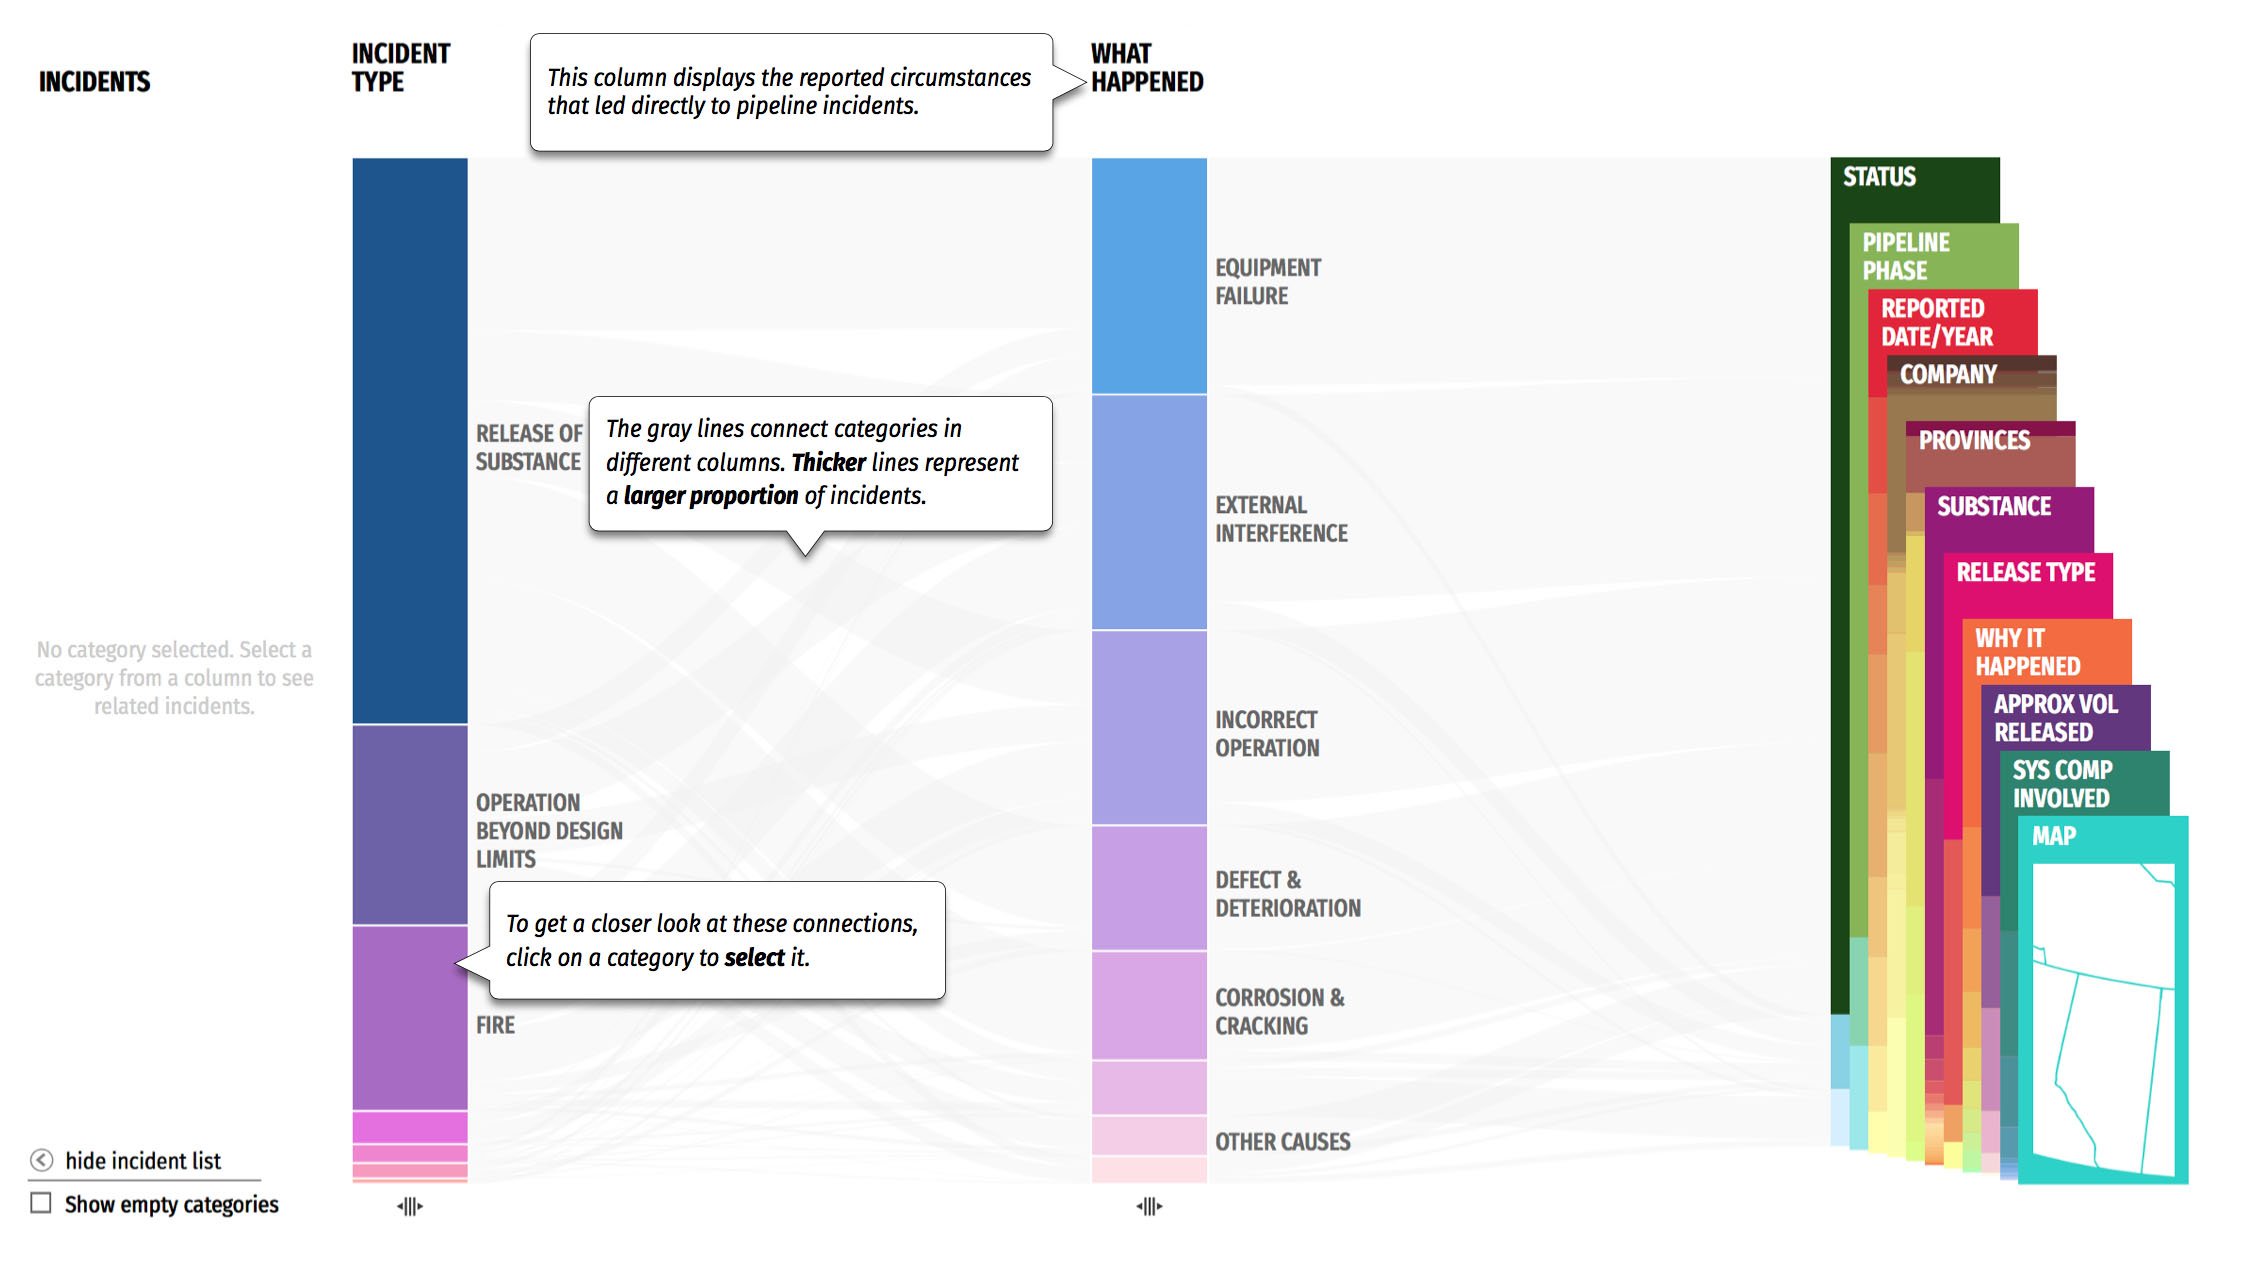 INCIDENTS
INCIDENT
TYPE
This column displays the reported circumstances
that led directly to pipeline incidents.
WHAT
HAPPENED
RELEASE OF
SUBSTANCE
The gray lines connect categories in
different columns. Thicker lines represent
a larger proportion of incidents.
OPERATION
BEYOND DESIGN
LIMITS
To get a closer look at these connections,
click on a category to select it.
FIRE
No category selected. Select a
category from a column to see
related incidents.
hide incident list
Show empty categories
EQUIPMENT
FAILURE
EXTERNAL
INTERFERENCE
INCORRECT
OPERATION
DEFECT &
DETERIORATION
CORROSION &
CRACKING
OTHER CAUSES
STATUS
PIPELINE
PHASE
REPORTED
DATE/YEAR
COMPANY
PROVINCES
SUBSTANCE
RELEASE TYPE
WHY IT
HAPPENED
APPROX VOL
RELEASED
SYS COMP
INVOLVED
MAP